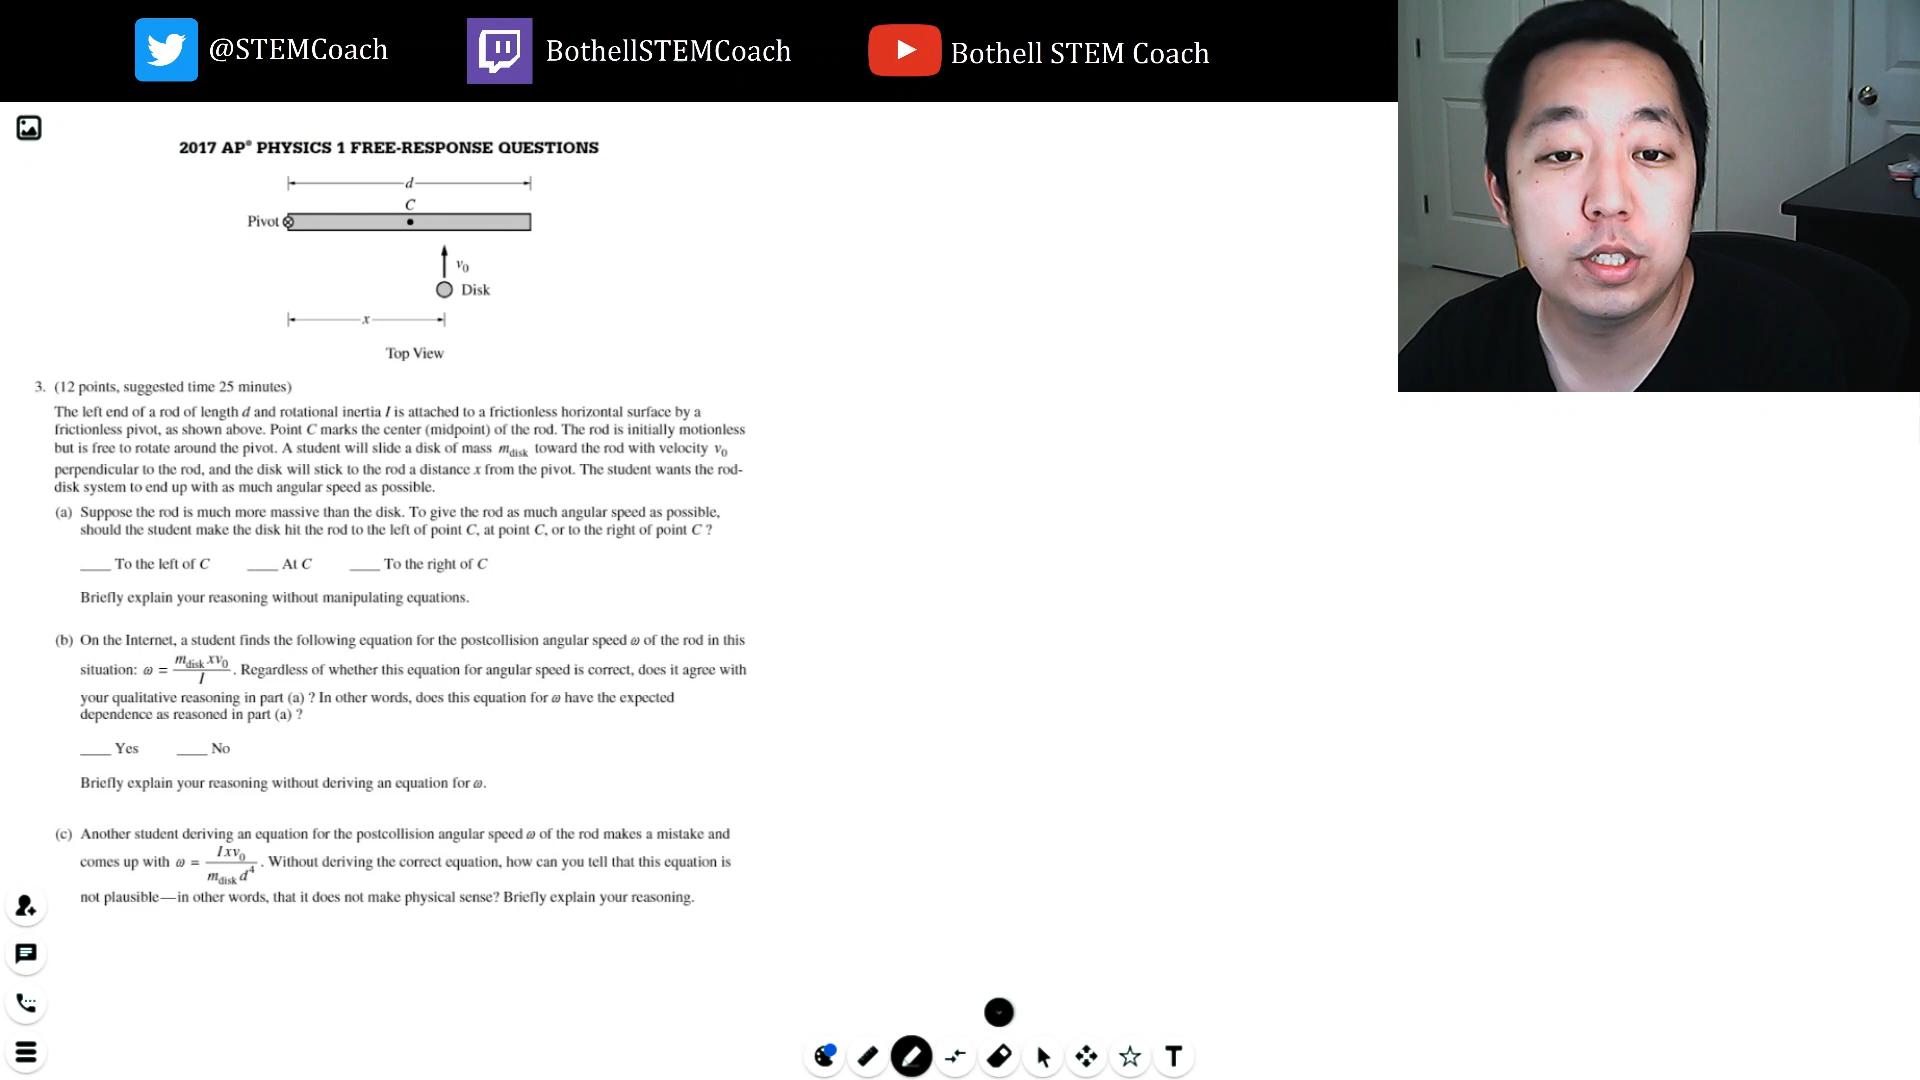 @STEMCoach
BothellSTEMCoach
Bothell STEM Coach
2017 AP® PHYSICS 1 FREE-RESPONSE QUESTIONS
d
C
Pivot
v0
Disk
x
Top View
3. (12 points, suggested time 25 minutes)
The left end of a rod of length d and rotational inertia I is attached to a frictionless horizontal surface by a
frictionless pivot, as shown above. Point C marks the center (midpoint) of the rod. The rod is initially motionless
but is free to rotate around the pivot. A student will slide a disk of mass mdisk toward the rod with velocity v0
perpendicular to the rod, and the disk will stick to the rod a distance x from the pivot. The student wants the rod-
disk system to end up with as much angular speed as possible.
(a) Suppose the rod is much more massive than the disk. To give the rod as much angular speed as possible,
should the student make the disk hit the rod to the left of point C, at point C, or to the right of point C ?
____ To the left of C ____ At C ____ To the right of C
Briefly explain your reasoning without manipulating equations.
(b) On the Internet, a student finds the following equation for the postcollision angular speed ω of the rod in this
situation: ω = mdisk xv0 / I . Regardless of whether this equation for angular speed is correct, does it agree with
your qualitative reasoning in part (a) ? In other words, does this equation for ω have the expected
dependence as reasoned in part (a) ?
____ Yes ____ No
Briefly explain your reasoning without deriving an equation for ω.
(c) Another student deriving an equation for the postcollision angular speed ω of the rod makes a mistake and
comes up with ω = Ixv0 / mdisk d⁴ . Without deriving the correct equation, how can you tell that this equation is
not plausible—in other words, that it does not make physical sense? Briefly explain your reasoning.
T